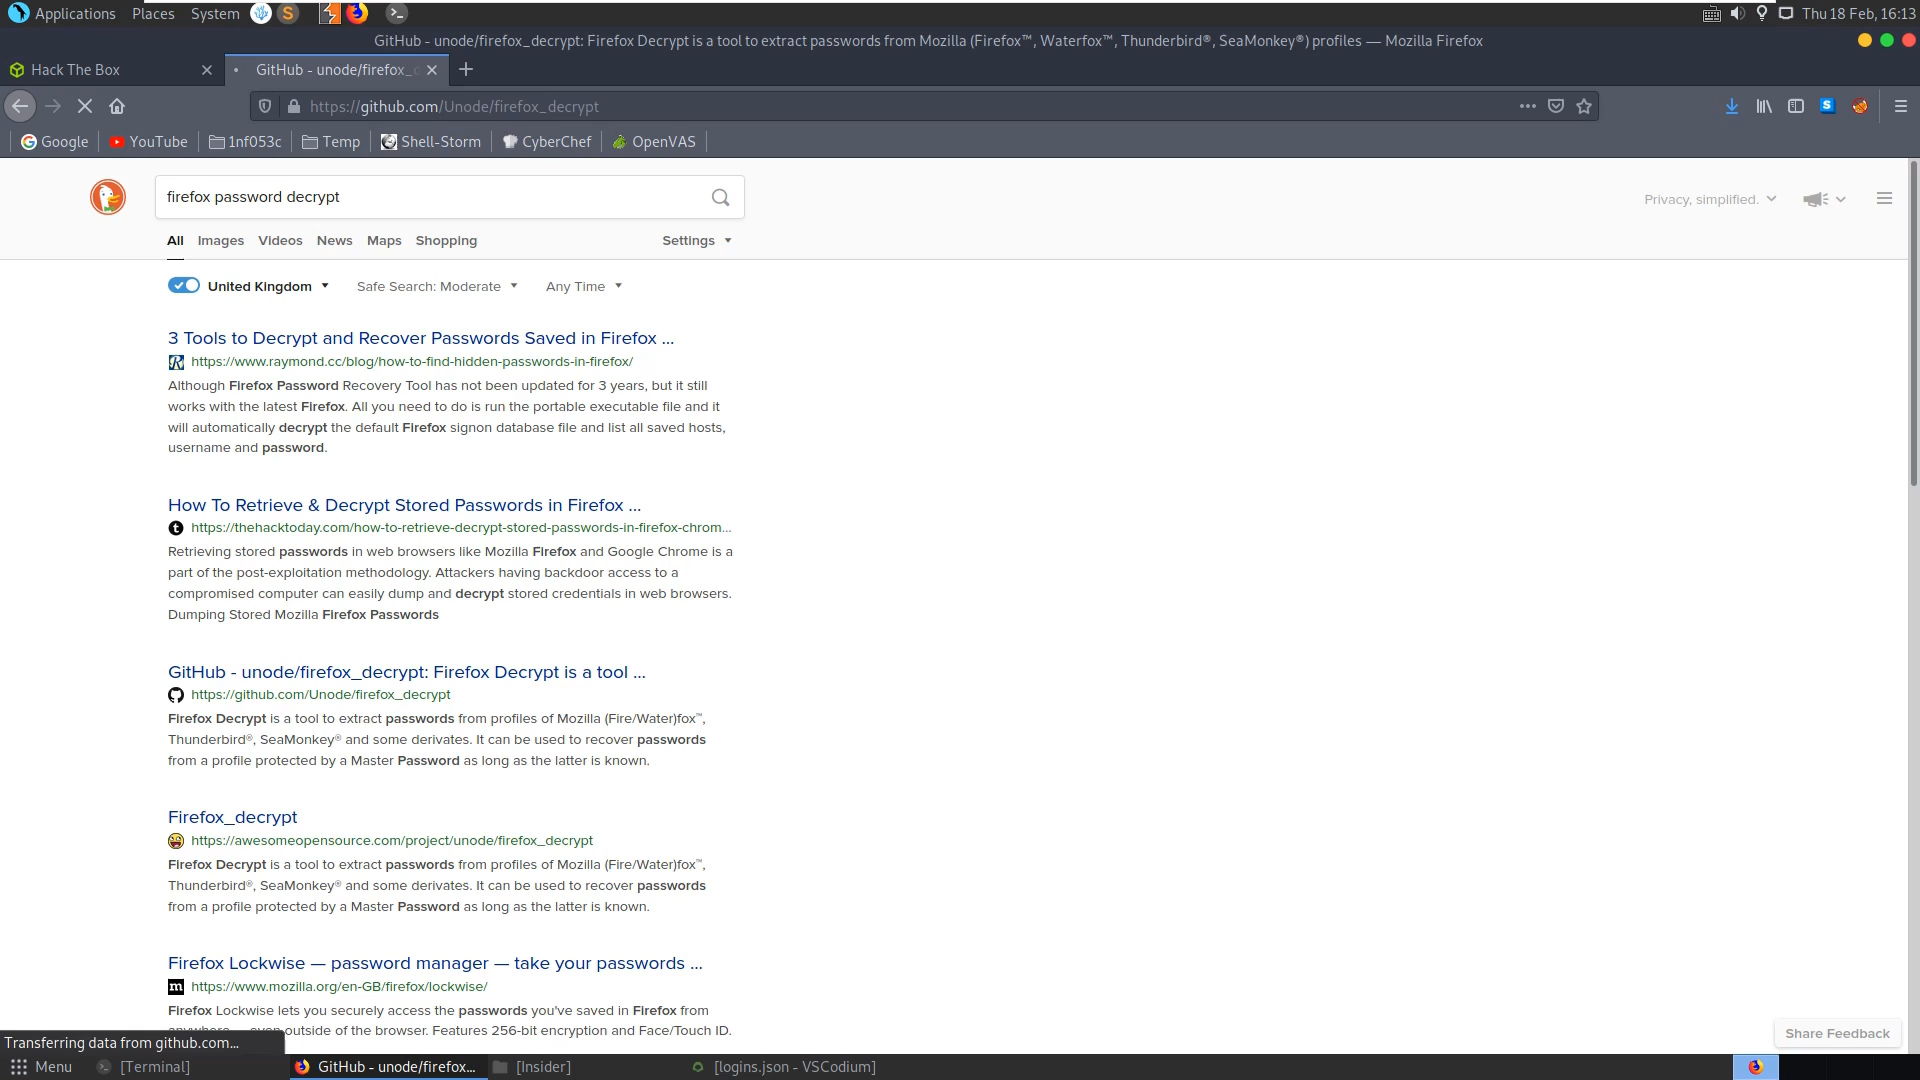 Applications Places System Thu 18 Feb, 16:13
GitHub - unode/firefox_decrypt: Firefox Decrypt is a tool to extract passwords from Mozilla (Firefox™, Waterfox™, Thunderbird®, SeaMonkey®) profiles — Mozilla Firefox
Hack The Box GitHub - unode/firefox_
https://github.com/Unode/firefox_decrypt
Google YouTube 1nf053c Temp Shell-Storm CyberChef OpenVAS
firefox password decrypt
Privacy, simplified.
All Images Videos News Maps Shopping Settings
United Kingdom Safe Search: Moderate Any Time
3 Tools to Decrypt and Recover Passwords Saved in Firefox ...
https://www.raymond.cc/blog/how-to-find-hidden-passwords-in-firefox/
Although Firefox Password Recovery Tool has not been updated for 3 years, but it still
works with the latest Firefox. All you need to do is run the portable executable file and it
will automatically decrypt the default Firefox signon database file and list all saved hosts,
username and password.
How To Retrieve & Decrypt Stored Passwords in Firefox ...
https://thehacktoday.com/how-to-retrieve-decrypt-stored-passwords-in-firefox-chrom...
Retrieving stored passwords in web browsers like Mozilla Firefox and Google Chrome is a
part of the post-exploitation methodology. Attackers having backdoor access to a
compromised computer can easily dump and decrypt stored credentials in web browsers.
Dumping Stored Mozilla Firefox Passwords
GitHub - unode/firefox_decrypt: Firefox Decrypt is a tool ...
https://github.com/Unode/firefox_decrypt
Firefox Decrypt is a tool to extract passwords from profiles of Mozilla (Fire/Water)fox™,
Thunderbird®, SeaMonkey® and some derivates. It can be used to recover passwords
from a profile protected by a Master Password as long as the latter is known.
Firefox_decrypt
https://awesomeopensource.com/project/unode/firefox_decrypt
Firefox Decrypt is a tool to extract passwords from profiles of Mozilla (Fire/Water)fox™,
Thunderbird®, SeaMonkey® and some derivates. It can be used to recover passwords
from a profile protected by a Master Password as long as the latter is known.
Firefox Lockwise — password manager — take your passwords ...
https://www.mozilla.org/en-GB/firefox/lockwise/
Firefox Lockwise lets you securely access the passwords you've saved in Firefox from
anywhere — even outside of the browser. Features 256-bit encryption and Face/Touch ID.
Share Feedback
Transferring data from github.com...
Menu [Terminal] GitHub - unode/firefox... [Insider] [logins.json - VSCodium]